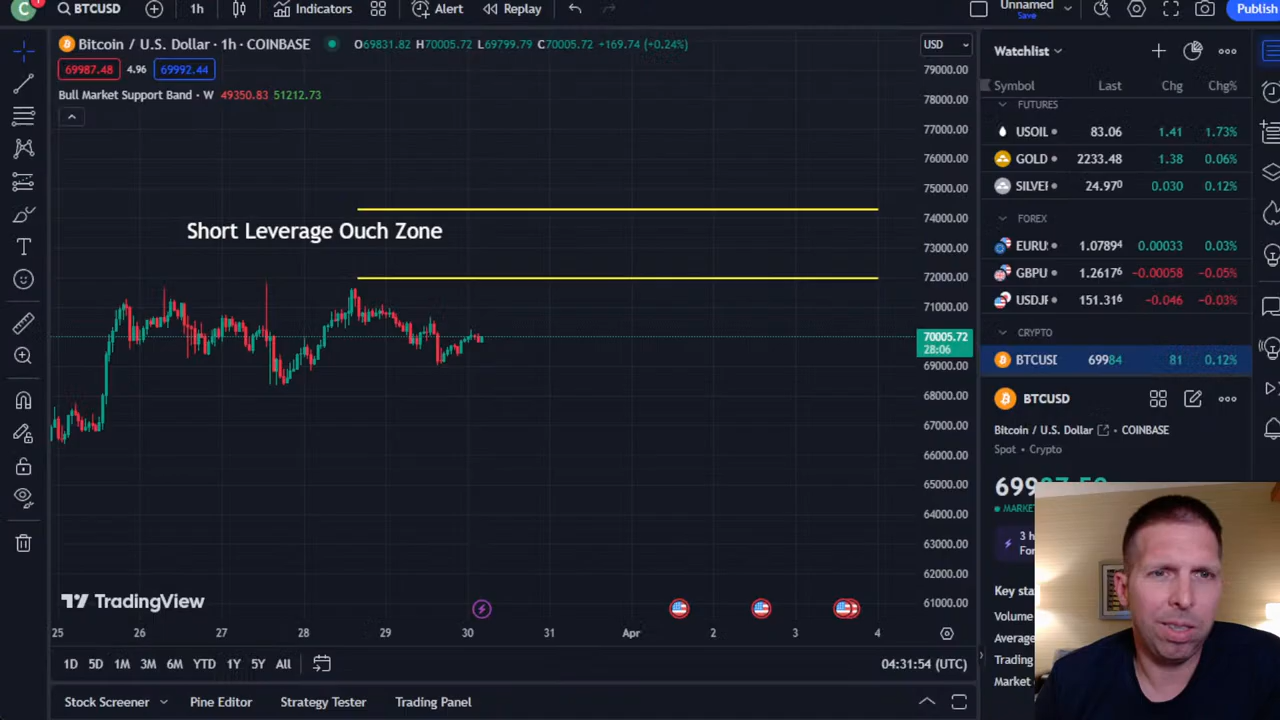 C
BTCUSD
1h
Indicators
Alert
Replay
Unnamed
Save
Publish
Bitcoin / U.S. Dollar · 1h · COINBASE
O69831.82 H70005.72 L69799.79 C70005.72 +169.74 (+0.24%)
69987.48 4.96 69992.44
Bull Market Support Band · W 49350.83 51212.73
USD
79000.00
78000.00
77000.00
76000.00
75000.00
74000.00
73000.00
72000.00
71000.00
70005.72
28:06
69000.00
68000.00
67000.00
66000.00
65000.00
64000.00
63000.00
62000.00
61000.00
Short Leverage Ouch Zone
TradingView
25 26 27 28 29 30 31 Apr 2 3 4
1D 5D 1M 3M 6M YTD 1Y 5Y All
04:31:54 (UTC)
Stock Screener Pine Editor Strategy Tester Trading Panel
Watchlist
Symbol Last Chg Chg%
FUTURES
USOIL 83.06 1.41 1.73%
GOLD 2233.48 1.38 0.06%
SILVER 24.970 0.030 0.12%
FOREX
EURU 1.07894 0.00033 0.03%
GBPU 1.26176 -0.00058 -0.05%
USDJF 151.316 -0.046 -0.03%
CRYPTO
BTCUSD 69984 81 0.12%
BTCUSD
Bitcoin / U.S. Dollar COINBASE
Spot · Crypto
MARKE
3 h
For
Key sta
Volume
Average
Trading
Market